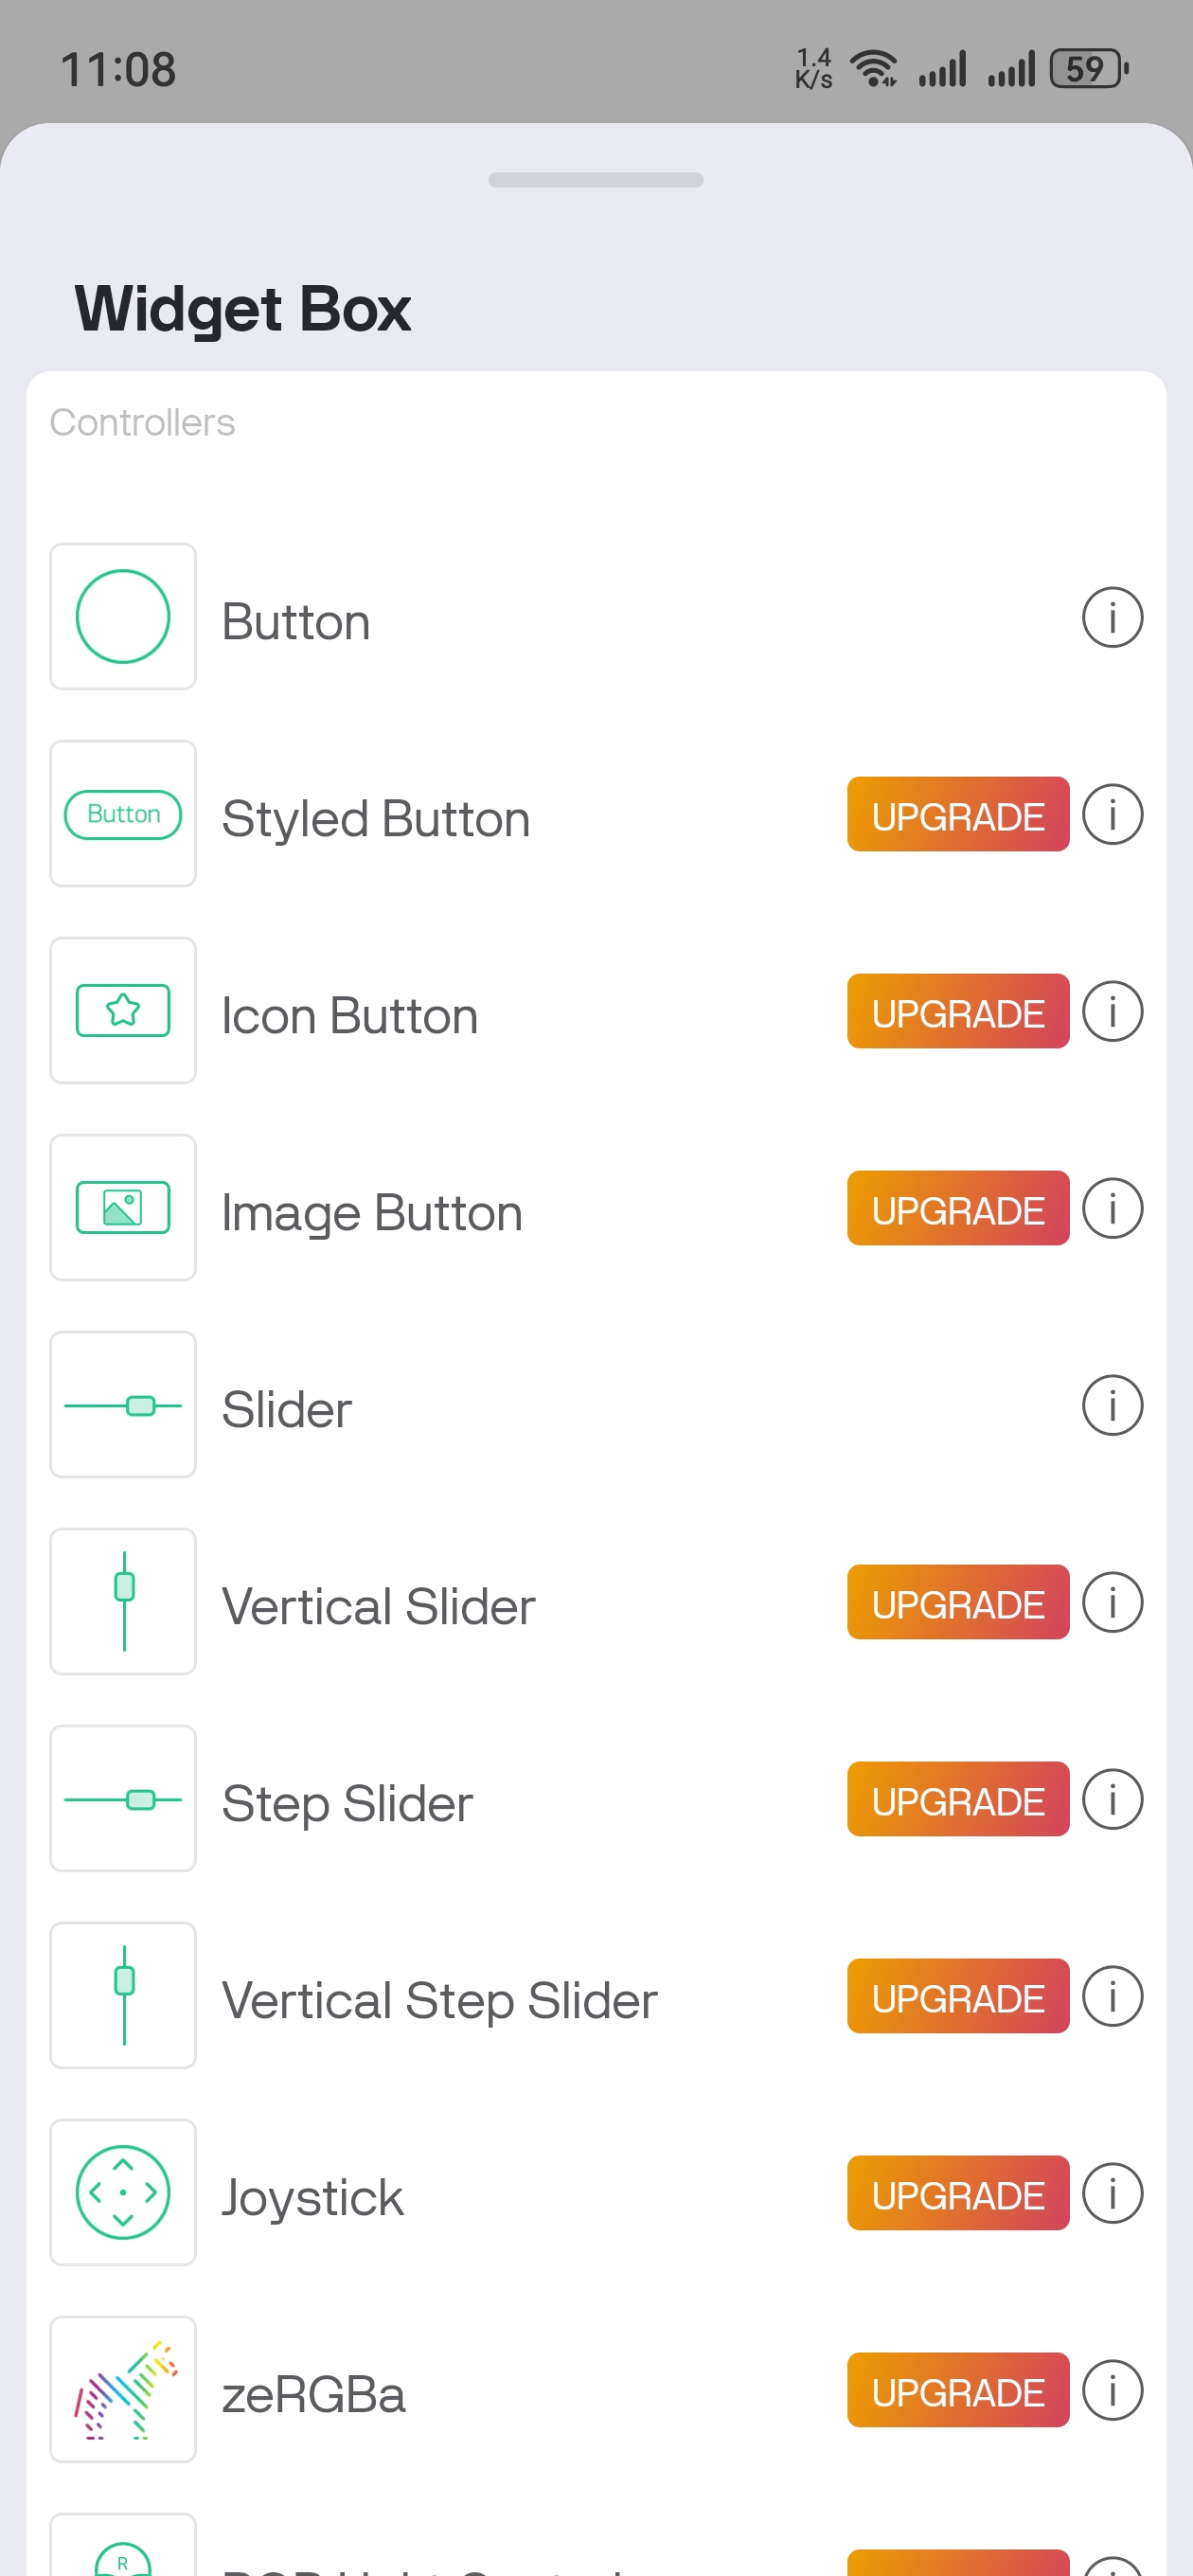 11:08
1.4
K/s
59
Widget Box
Controllers
Button
Button
Styled Button
UPGRADE
Icon Button
UPGRADE
Image Button
UPGRADE
Slider
Vertical Slider
UPGRADE
Step Slider
UPGRADE
Vertical Step Slider
UPGRADE
Joystick
UPGRADE
zeRGBa
UPGRADE
R